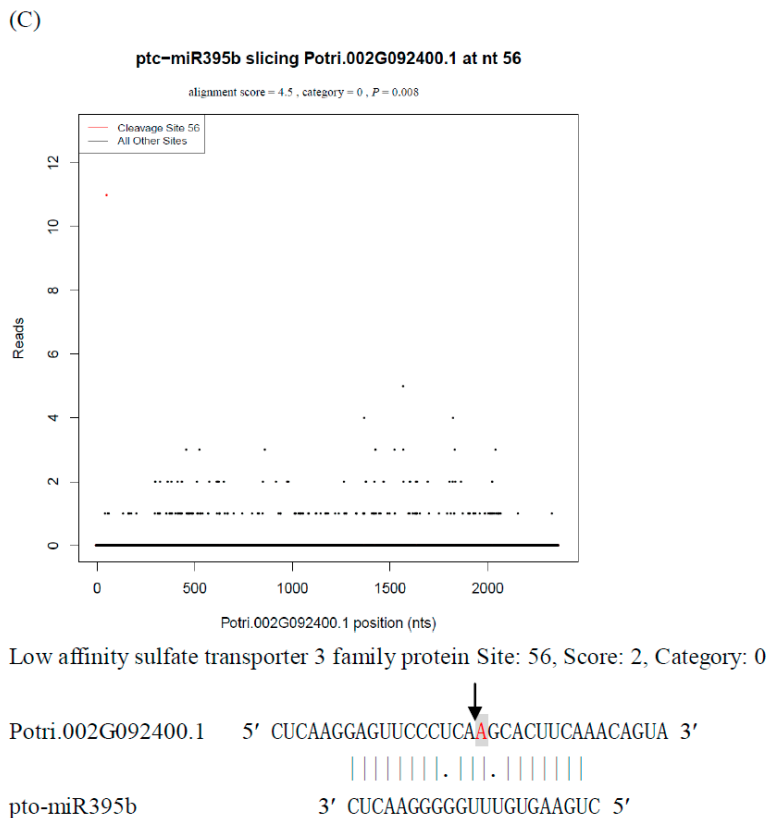 (C)
ptc−miR395b slicing Potri.002G092400.1 at nt 56
alignment score = 4.5 , category = 0 , P = 0.008
Cleavage Site 56
All Other Sites
12
10
8
6
4
2
0
Reads
0 500 1000 1500 2000
Potri.002G092400.1 position (nts)
Low affinity sulfate transporter 3 family protein Site: 56, Score: 2, Category: 0
Potri.002G092400.1 5′ CUCAAGGAGUUCCCUCAAGCACUUCAAACAGUA 3′
||||||||.|||.||||||||
pto-miR395b 3′ CUCAAGGGGGUUUGUGAAGUC 5′